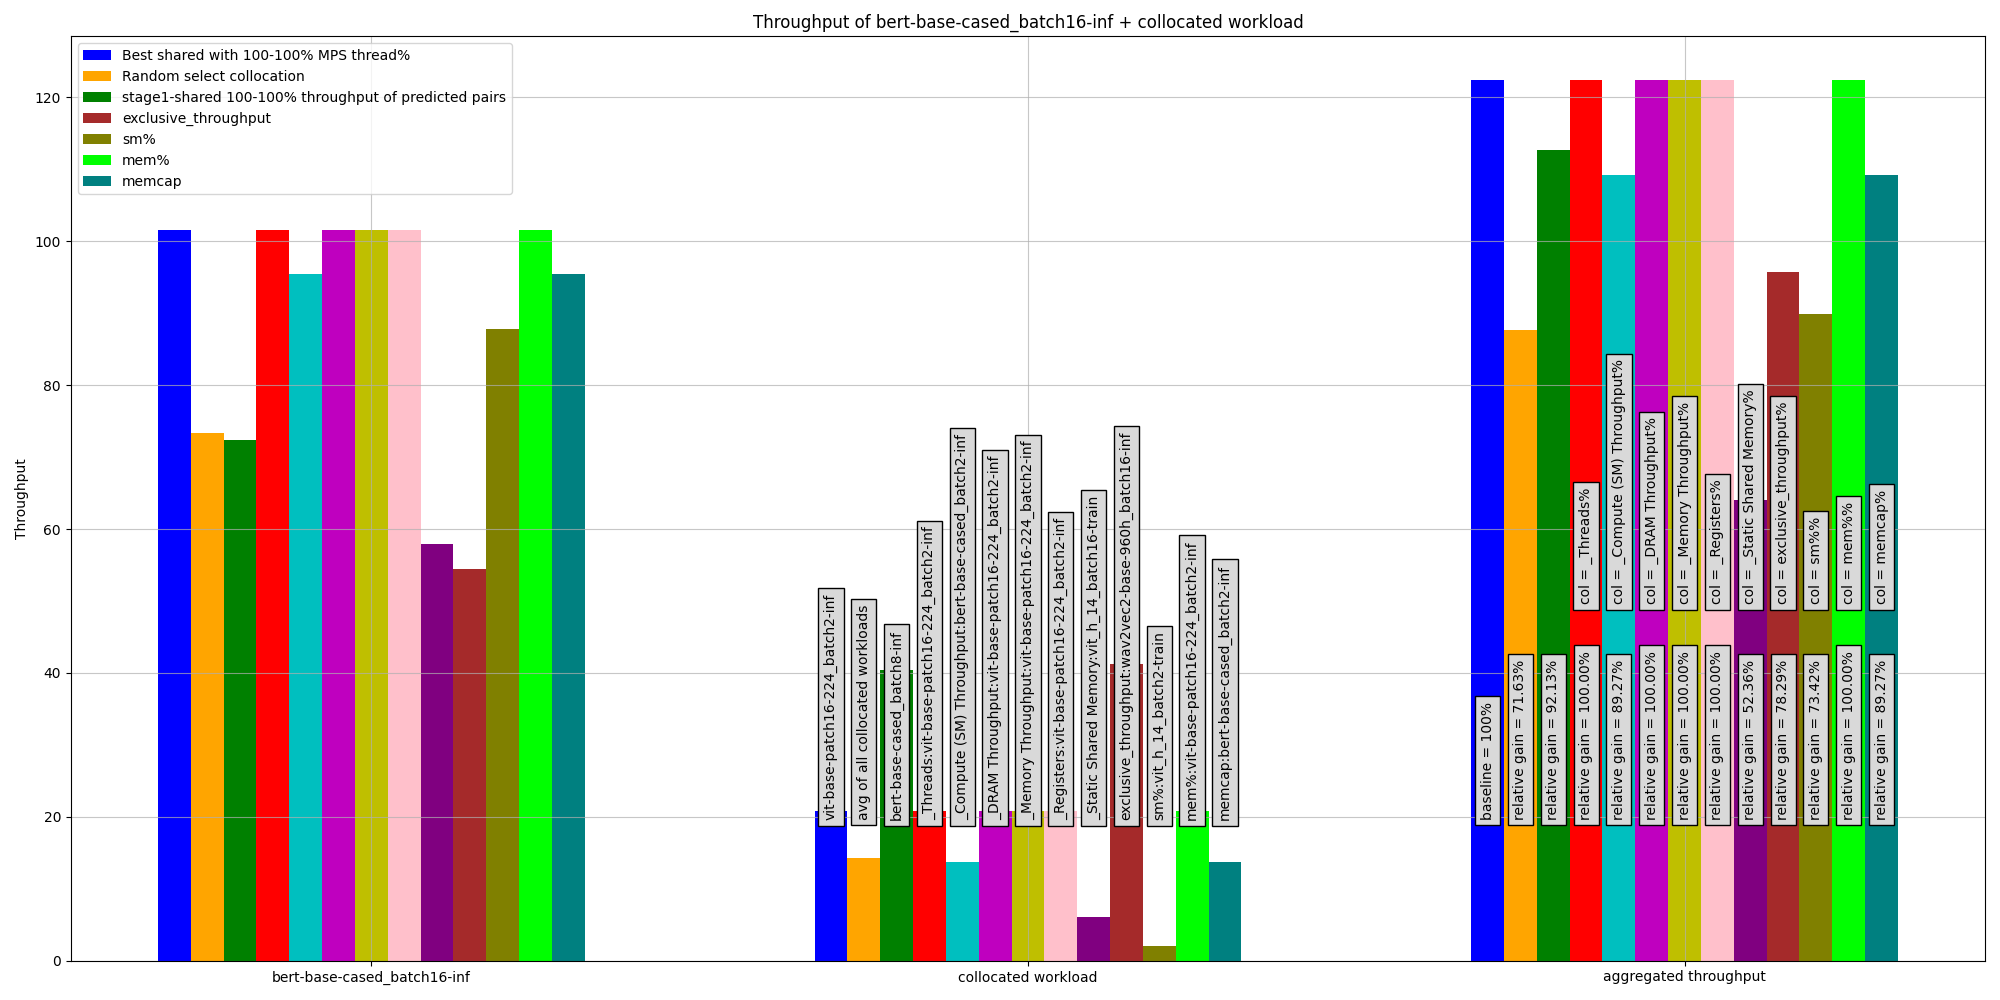 Throughput of bert-base-cased_batch16-inf + collocated workload
Best shared with 100-100% MPS thread%
Random select collocation
stage1-shared 100-100% throughput of predicted pairs
exclusive_throughput
sm%
mem%
memcap
Throughput
120
100
80
60
40
20
0
vit-base-patch16-224_batch2-inf
avg of all collocated workloads
bert-base-cased_batch8-inf
_Threads:vit-base-patch16-224_batch2-inf
_Compute (SM) Throughput:bert-base-cased_batch2-inf
_DRAM Throughput:vit-base-patch16-224_batch2-inf
_Memory Throughput:vit-base-patch16-224_batch2-inf
_Registers:vit-base-patch16-224_batch2-inf
_Static Shared Memory:vit_h_14_batch16-train
exclusive_throughput:wav2vec2-base-960h_batch16-inf
sm%:vit_h_14_batch2-train
mem%:vit-base-patch16-224_batch2-inf
memcap:bert-base-cased_batch2-inf
col = _Threads%
col = _Compute (SM) Throughput%
col = _DRAM Throughput%
col = _Memory Throughput%
col = _Registers%
col = _Static Shared Memory%
col = exclusive_throughput%
col = sm%%
col = mem%%
col = memcap%
baseline = 100%
relative gain = 71.63%
relative gain = 92.13%
relative gain = 100.00%
relative gain = 89.27%
relative gain = 100.00%
relative gain = 100.00%
relative gain = 100.00%
relative gain = 52.36%
relative gain = 78.29%
relative gain = 73.42%
relative gain = 100.00%
relative gain = 89.27%
bert-base-cased_batch16-inf
collocated workload
aggregated throughput